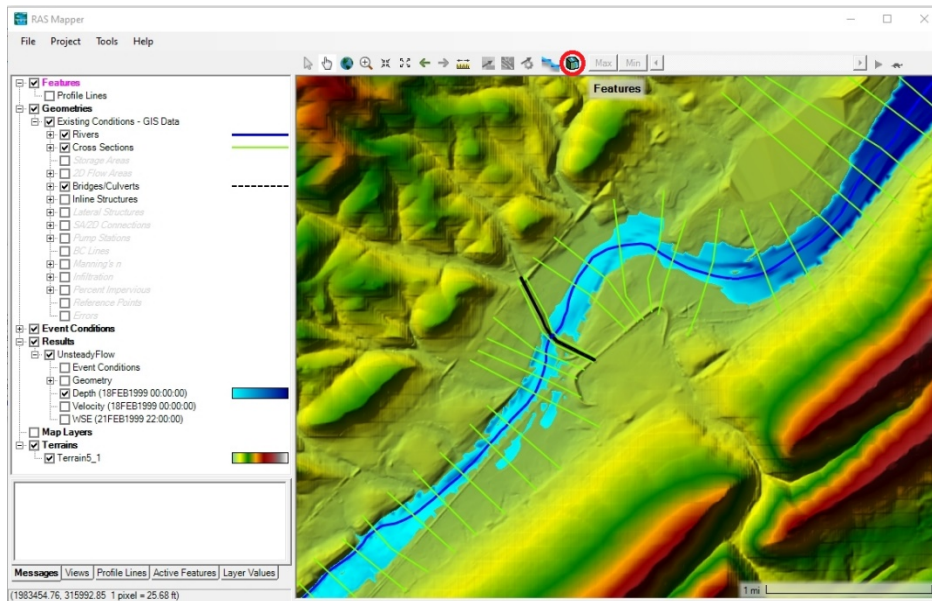 RAS Mapper
File Project Tools Help
Max Min
Features
Features
Profile Lines
Geometries
Existing Conditions - GIS Data
Rivers
Cross Sections
Storage Areas
2D Flow Areas
Bridges/Culverts
Inline Structures
Lateral Structures
SA/2D Connections
Pump Stations
BC Lines
Manning's n
Infiltration
Percent Impervious
Reference Points
Errors
Event Conditions
Results
UnsteadyFlow
Event Conditions
Geometry
Depth (18FEB1999 00:00:00)
Velocity (18FEB1999 00:00:00)
WSE (21FEB1999 22:00:00)
Map Layers
Terrains
Terrain5_1
Messages Views Profile Lines Active Features Layer Values
(1983454.76, 315992.85 1 pixel = 25.68 ft)
1 mi